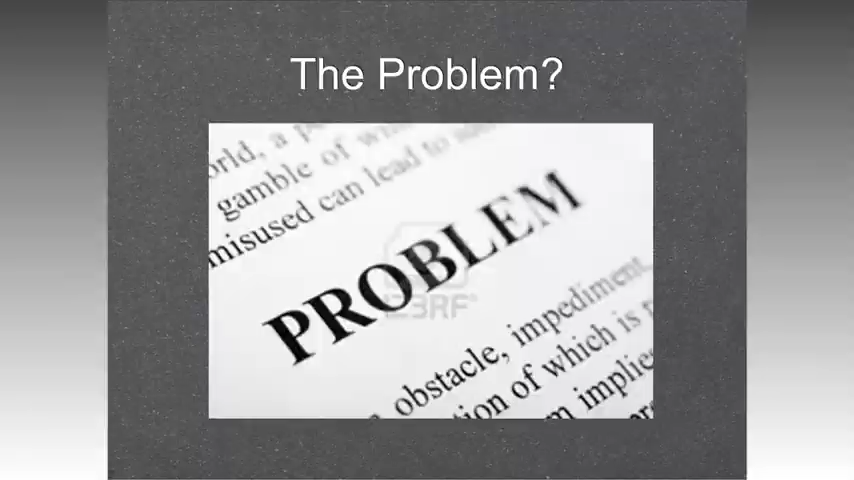 The Problem?
gamble of
misused can lead to
PROBLEM
obstacle, impediment,
of which is